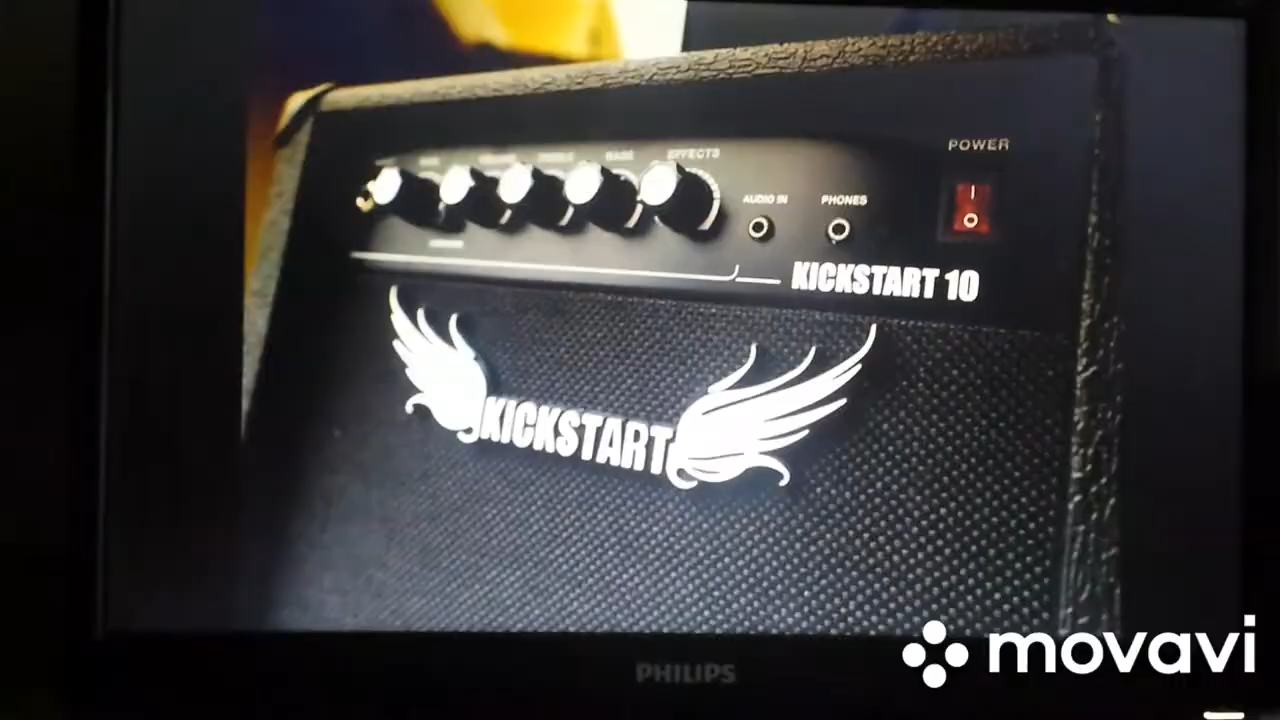 POWER
BASS
EFFECTS
AUDIO IN
PHONES
KICKSTART 10
KICKSTART
PHILIPS
movavi